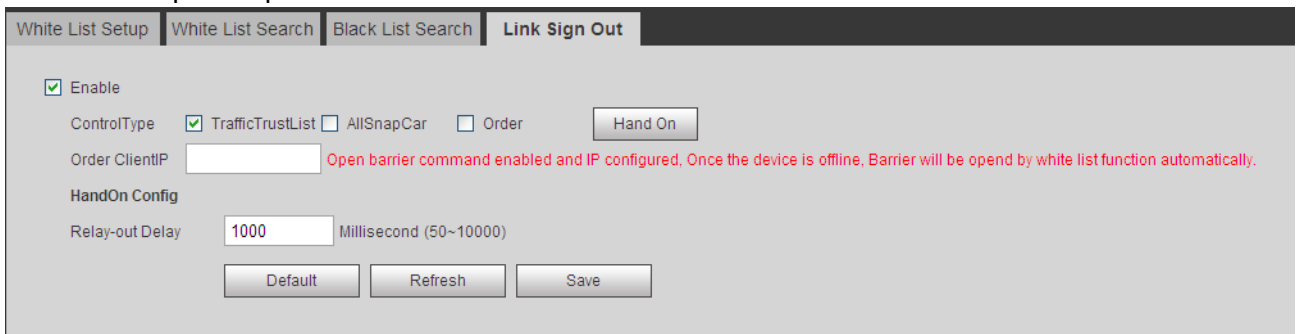 White List Setup White List Search Black List Search Link Sign Out
Enable
ControlType TrafficTrustList AllSnapCar Order Hand On
Order ClientIP Open barrier command enabled and IP configured, Once the device is offline, Barrier will be opend by white list function automatically.
HandOn Config
Relay-out Delay 1000 Millisecond (50~10000)
Default Refresh Save